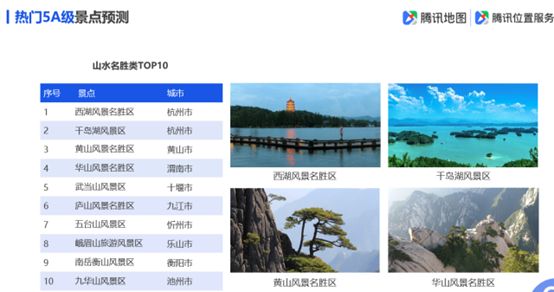 热门5A级景点预测
腾讯地图 腾讯位置服务
山水名胜类TOP10
序号 景点 城市
1 西湖风景名胜区 杭州市
2 千岛湖风景区 杭州市
3 黄山风景名胜区 黄山市
4 华山风景名胜区 渭南市
5 武当山风景区 十堰市
6 庐山风景名胜区 九江市
7 五台山风景区 忻州市
8 峨眉山旅游风景区 乐山市
9 南岳衡山风景区 衡阳市
10 九华山风景区 池州市
西湖风景名胜区 千岛湖风景区
黄山风景名胜区 华山风景名胜区